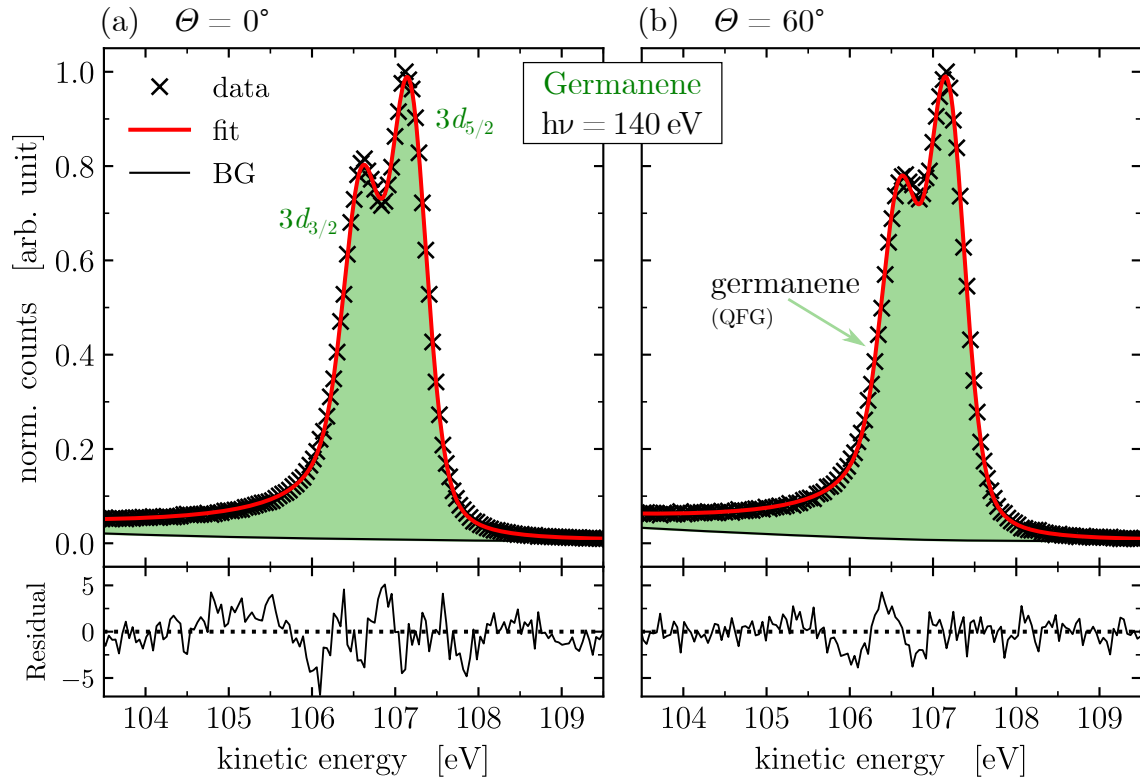 (a) Θ = 0°
(b) Θ = 60°
data
fit
BG
3d5/2
3d3/2
Germanene
hν = 140 eV
germanene
(QFG)
norm. counts [arb. unit]
1.0
0.8
0.6
0.4
0.2
0.0
Residual
5
0
−5
104 105 106 107 108 109
104 105 106 107 108 109
kinetic energy [eV]
kinetic energy [eV]